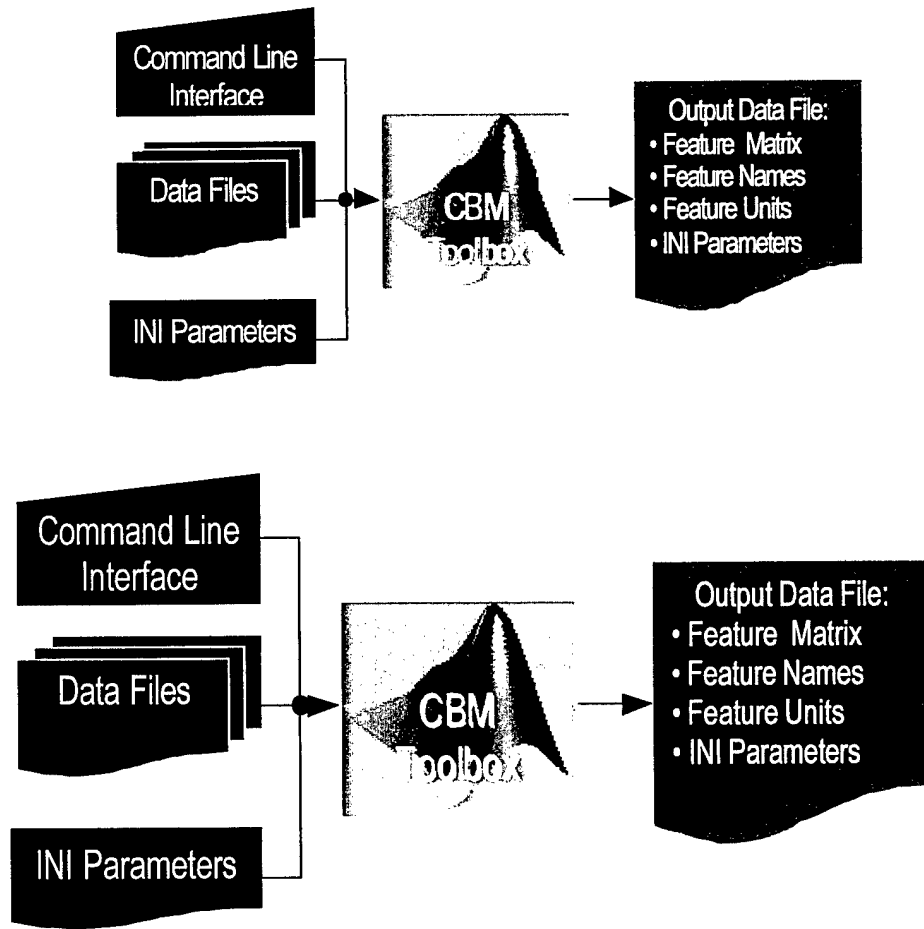 Command Line
Interface
Data Files
INI Parameters
CBM
Toolbox
Output Data File:
• Feature Matrix
• Feature Names
• Feature Units
• INI Parameters
Command Line
Interface
Data Files
INI Parameters
CBM
Toolbox
Output Data File:
• Feature Matrix
• Feature Names
• Feature Units
• INI Parameters